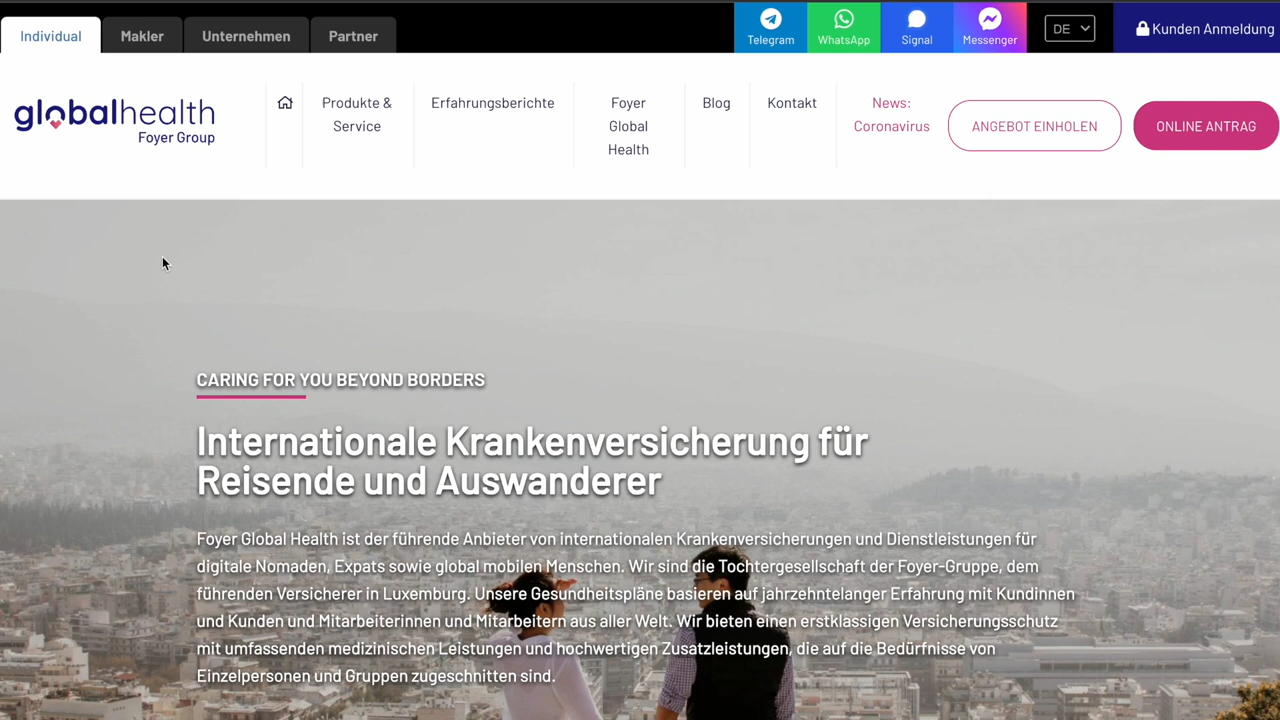 Individual
Makler
Unternehmen
Partner
Telegram
WhatsApp
Signal
Messenger
DE
Kunden Anmeldung
globalhealth
Foyer Group
Produkte &
Service
Erfahrungsberichte
Foyer
Global
Health
Blog
Kontakt
News:
Coronavirus
ANGEBOT EINHOLEN
ONLINE ANTRAG
CARING FOR YOU BEYOND BORDERS
Internationale Krankenversicherung für
Reisende und Auswanderer
Foyer Global Health ist der führende Anbieter von internationalen Krankenversicherungen und Dienstleistungen für
digitale Nomaden, Expats sowie global mobilen Menschen. Wir sind die Tochtergesellschaft der Foyer-Gruppe, dem
führenden Versicherer in Luxemburg. Unsere Gesundheitspläne basieren auf jahrzehntelanger Erfahrung mit Kundinnen
und Kunden und Mitarbeiterinnen und Mitarbeitern aus aller Welt. Wir bieten einen erstklassigen Versicherungsschutz
mit umfassenden medizinischen Leistungen und hochwertigen Zusatzleistungen, die auf die Bedürfnisse von
Einzelpersonen und Gruppen zugeschnitten sind.